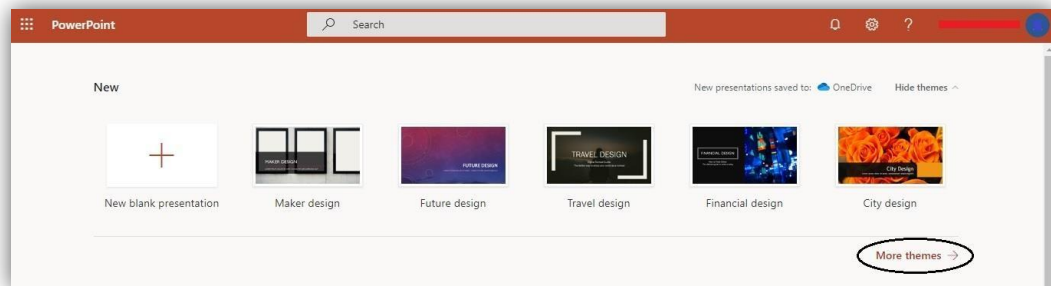 PowerPoint
Search
?
New
New presentations saved to: OneDrive
Hide themes
MAKER DESIGN
FUTURE DESIGN
TRAVEL DESIGN
FINANCIAL DESIGN
City Design
New blank presentation
Maker design
Future design
Travel design
Financial design
City design
More themes →